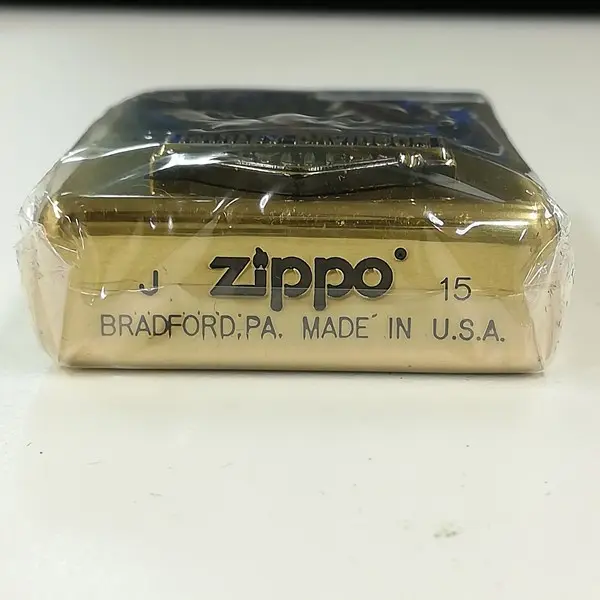 J zippo® 15
BRADFORD, PA. MADE IN U.S.A.